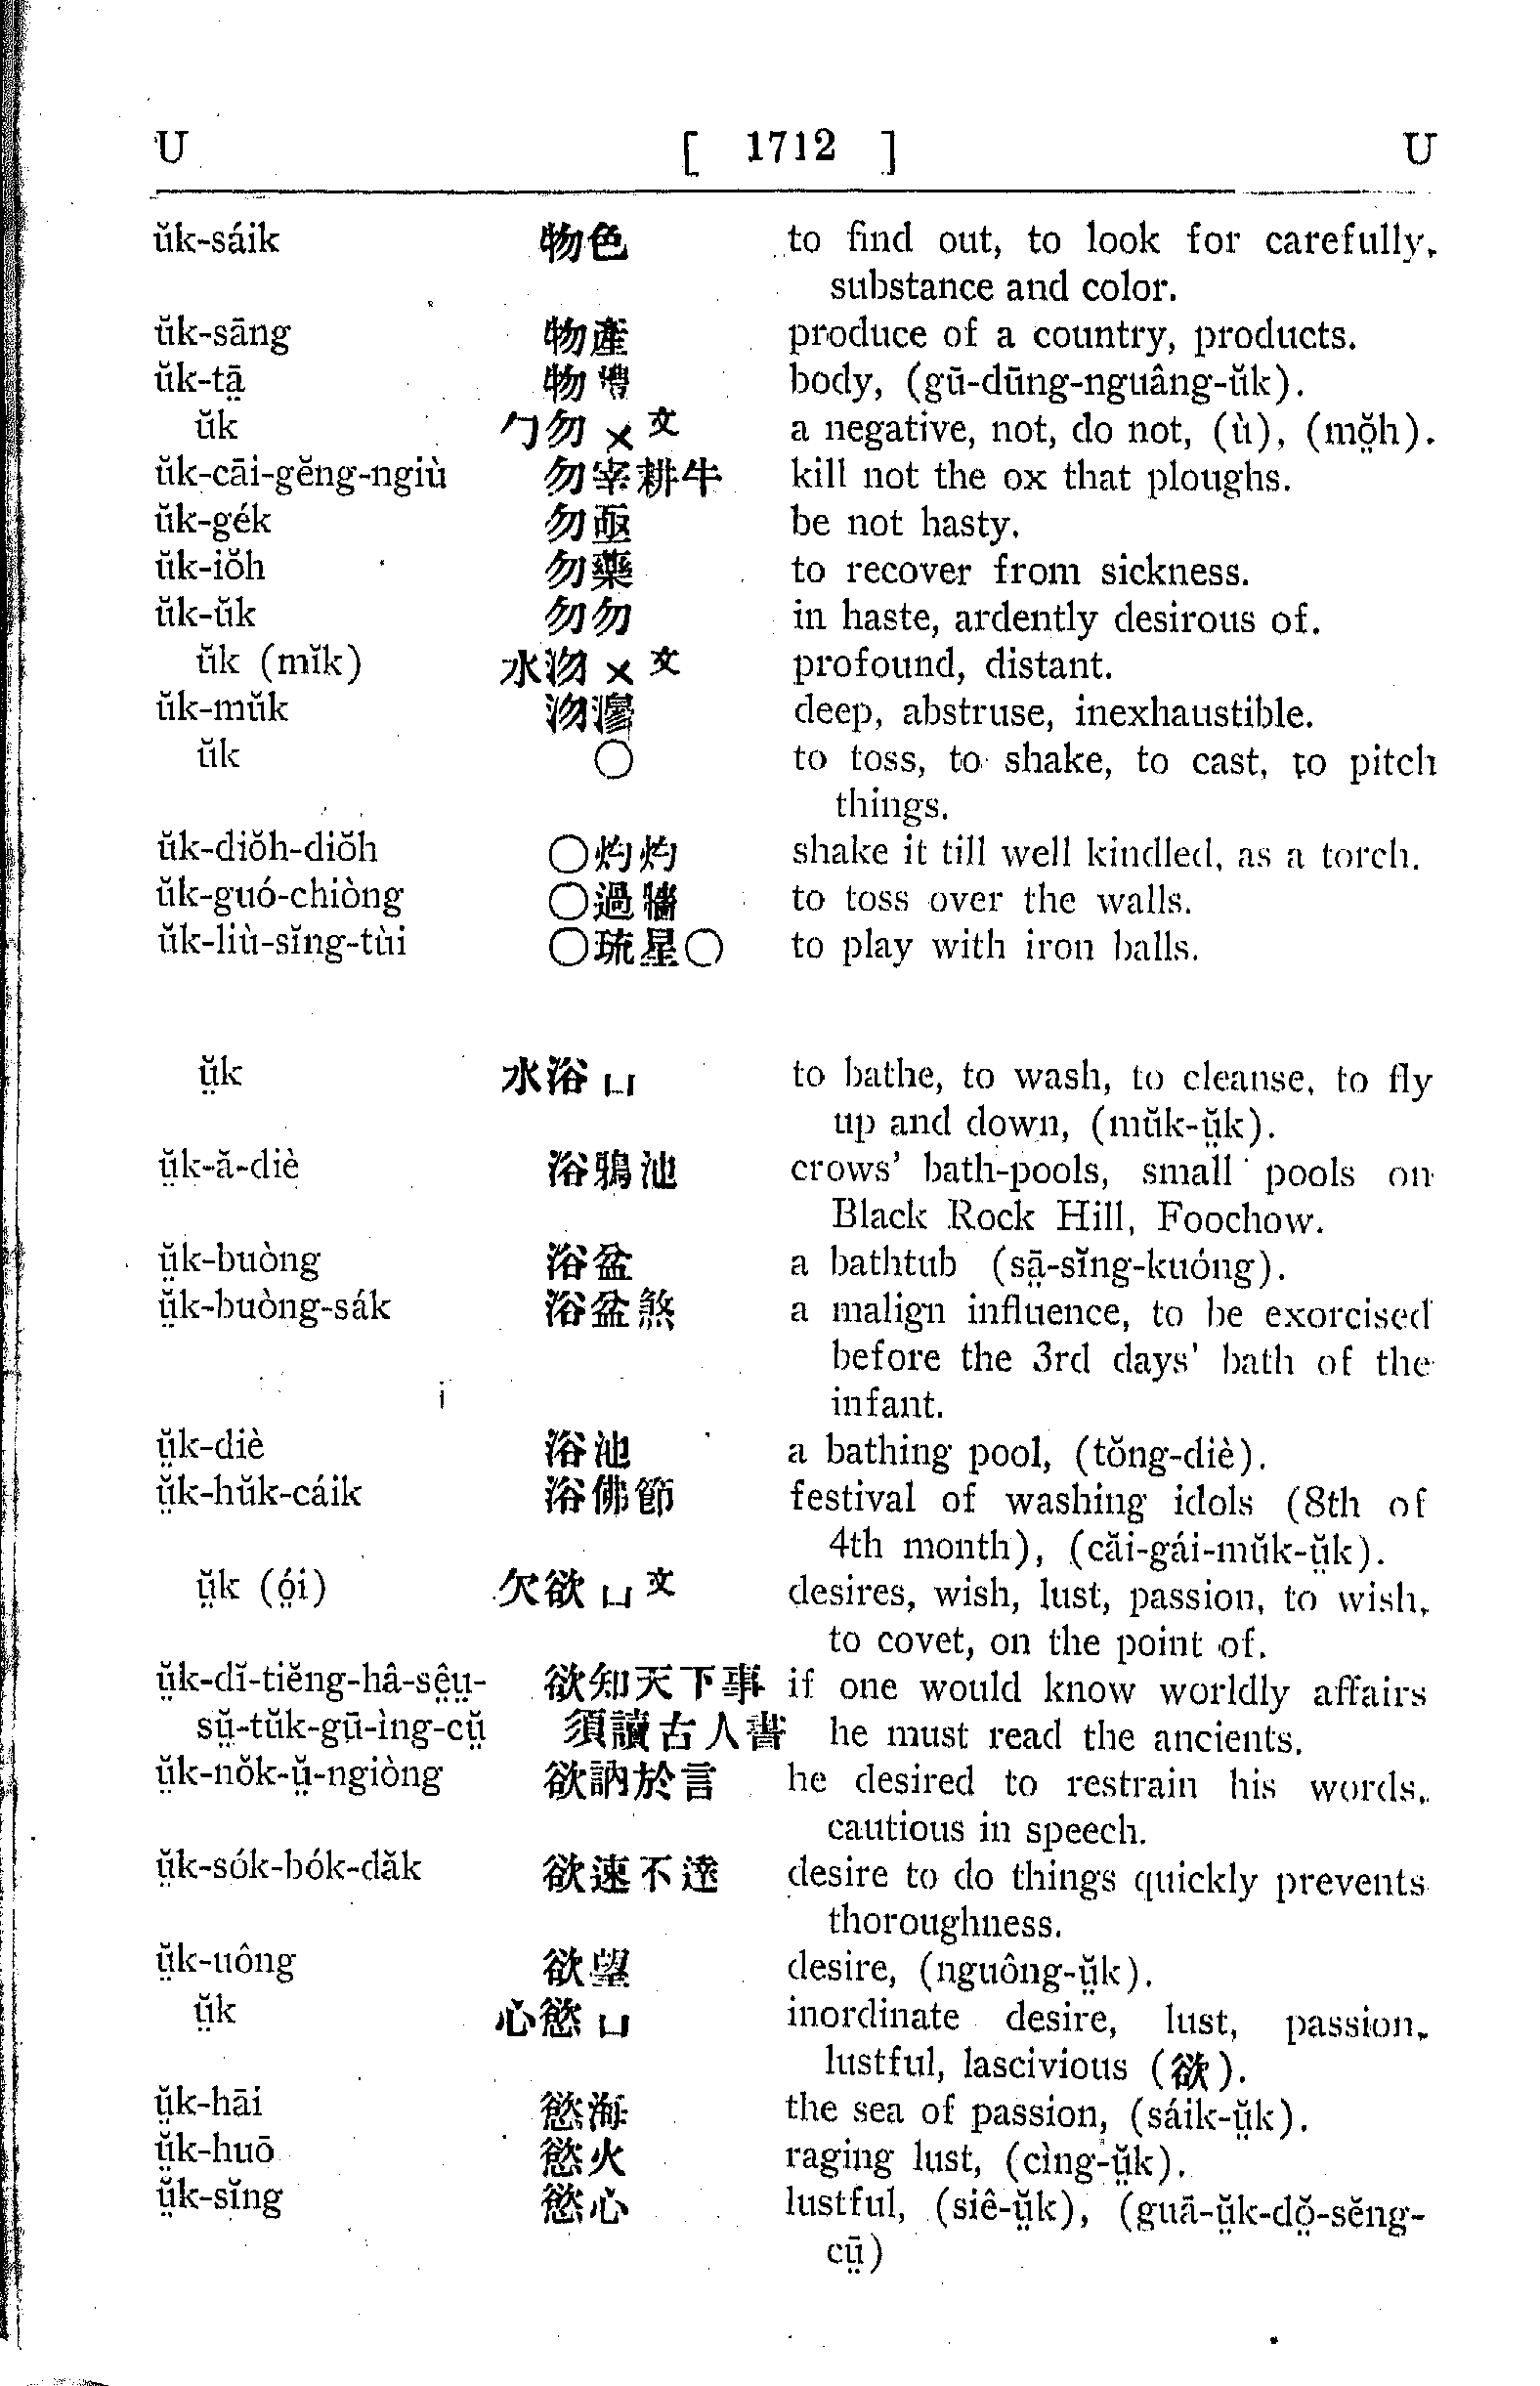 U [ 1712 ] U
ŭk-sáik 物色 to find out, to look for carefully,
substance and color.
ŭk-sāng 物產 produce of a country, products.
ŭk-tā̤ 物體 body, (gū-dūng-nguâng-ŭk).
ŭk 勹勿 乂 文 a negative, not, do not, (ù), (mo̤̽h).
ŭk-cāi-gĕng-ngiù 勿宰耕牛 kill not the ox that ploughs.
ŭk-gék 勿亟 be not hasty.
ŭk-iŏh 勿藥 to recover from sickness.
ŭk-ŭk 勿勿 in haste, ardently desirous of.
ŭk (mĭk) 水沕 乂 文 profound, distant.
ŭk-mŭk 沕漻 deep, abstruse, inexhaustible.
ŭk ○ to toss, to shake, to cast, to pitch
things.
ŭk-diŏh-diŏh ○灼灼 shake it till well kindled, as a torch.
ŭk-guó-chiòng ○過牆 to toss over the walls.
ŭk-liù-sĭng-tùi ○琉星○ to play with iron balls.
ṳ̆k 水浴 ㄩ to bathe, to wash, to cleanse, to fly
up and down, (mŭk-ṳ̆k).
ṳ̆k-ă-diè 浴鴉池 crows' bath-pools, small pools on
Black Rock Hill, Foochow.
ṳ̆k-buòng 浴盆 a bathtub (sā̤-sĭng-kuóng).
ṳ̆k-buòng-sák 浴盆煞 a malign influence, to be exorcised
before the 3rd days' bath of the
infant.
ṳ̆k-diè 浴池 a bathing pool, (tŏng-diè).
ṳ̆k-hŭk-cáik 浴佛節 festival of washing idols (8th of
4th month), (căi-gái-mŭk-ṳ̆k).
ṳ̆k (ó̤i) 欠欲 ㄩ 文 desires, wish, lust, passion, to wish,
to covet, on the point of.
ṳ̆k-dĭ-tiĕng-hâ-sê̤ṳ- 欲知天下事 if one would know worldly affairs
sṳ̆-tŭk-gū-ìng-cṳ̆ 須讀古人書 he must read the ancients.
ṳ̆k-nŏk-ṳ̆-ngiòng 欲訥於言 he desired to restrain his words,
cautious in speech.
ṳ̆k-sók-bók-dăk 欲速不達 desire to do things quickly prevents
thoroughness.
ṳ̆k-uông 欲望 desire, (nguông-ṳ̆k).
ṳ̆k 心慾 ㄩ inordinate desire, lust, passion,
lustful, lascivious (欲).
ṳ̆k-hāi 慾海 the sea of passion, (sáik-ṳ̆k).
ṳ̆k-huō 慾火 raging lust, (cìng-ṳ̆k).
ṳ̆k-sĭng 慾心 lustful, (siê-ṳ̆k), (guā-ṳ̆k-dŏ̤-sĕng-
cṳ̄)